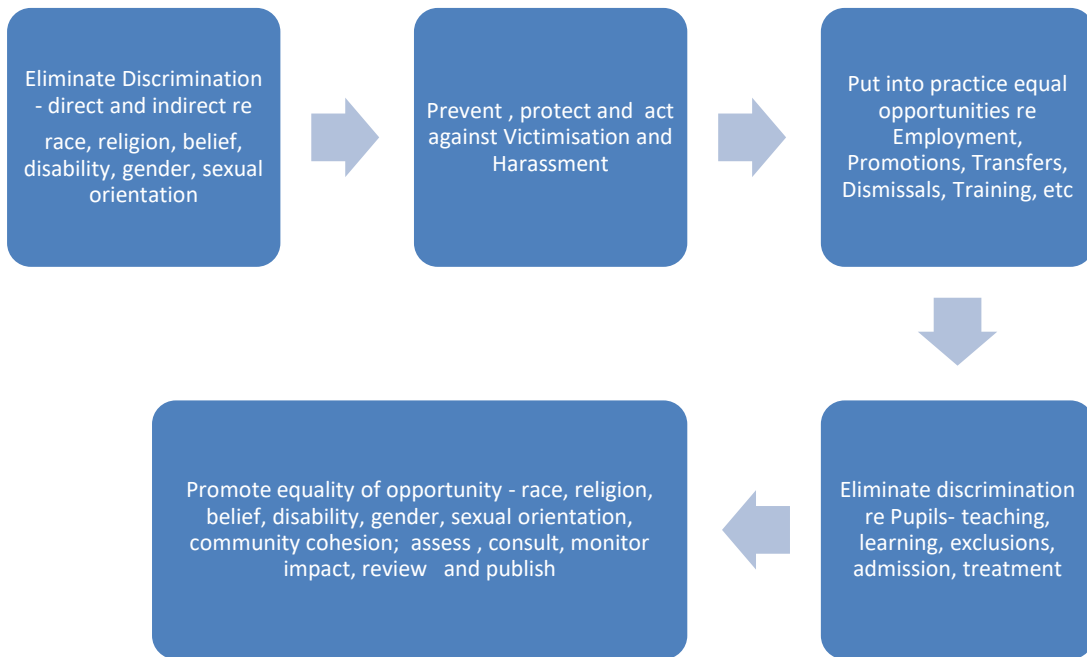 Eliminate Discrimination
- direct and indirect re
race, religion, belief,
disability, gender, sexual
orientation
Prevent , protect and  act
against Victimisation and
Harassment
Put into practice equal
opportunities re
Employment,
Promotions, Transfers,
Dismissals, Training, etc
Eliminate discrimination
re Pupils- teaching,
learning, exclusions,
admission, treatment
Promote equality of opportunity - race, religion,
belief, disability, gender, sexual orientation,
community cohesion;  assess , consult, monitor
impact, review   and publish